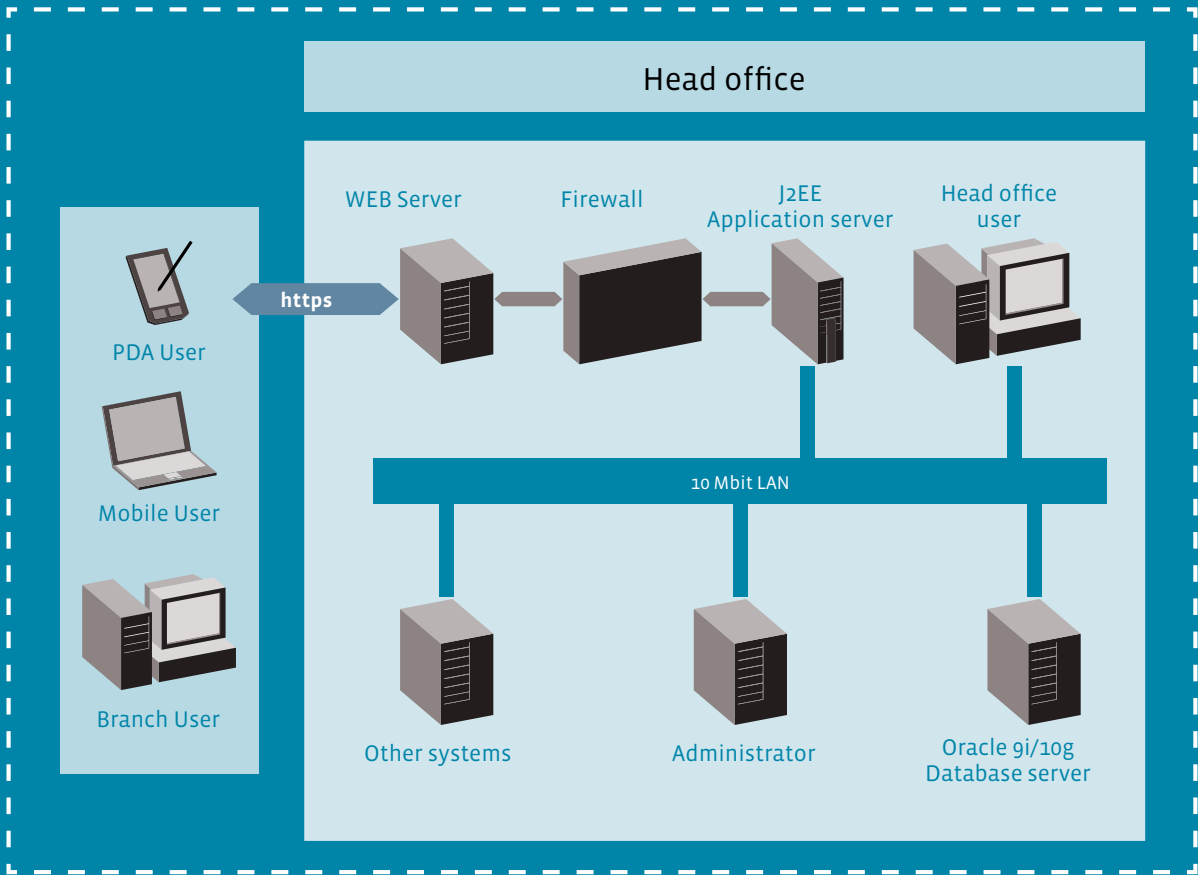 Head office
WEB Server
Firewall
J2EE
Application server
Head office
user
https
PDA User
Mobile User
Branch User
10 Mbit LAN
Other systems
Administrator
Oracle 9i/10g
Database server